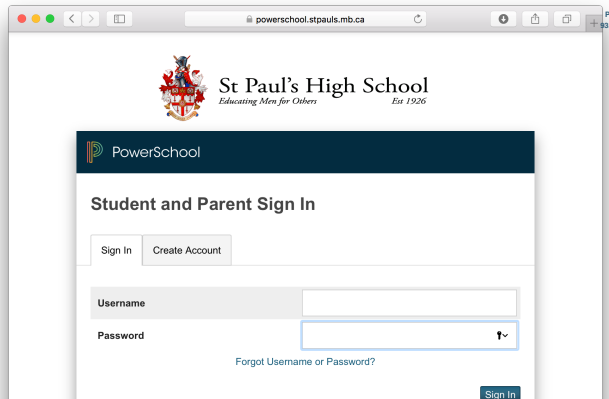 powerschool.stpauls.mb.ca
St Paul's High School
Educating Men for Others Est 1926
PowerSchool
Student and Parent Sign In
Sign In
Create Account
Username
Password
Forgot Username or Password?
Sign In
P
93